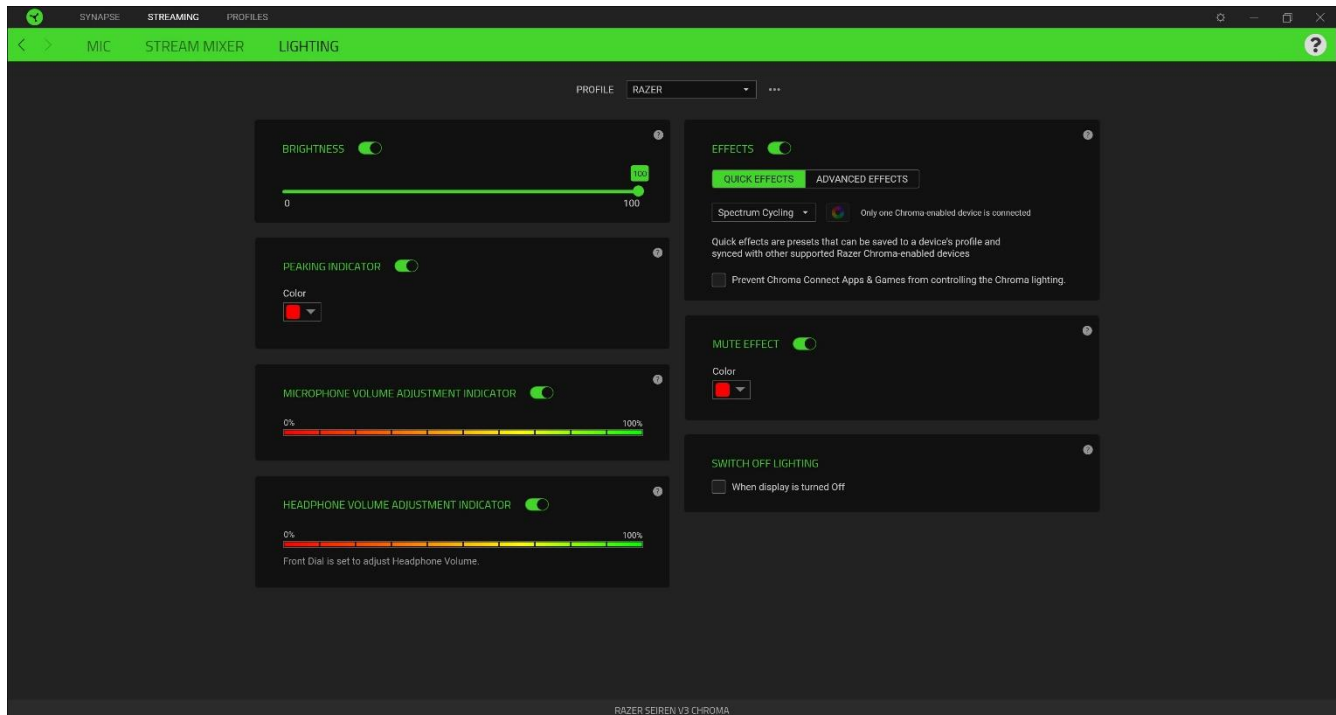 SYNAPSE STREAMING PROFILES
MIC STREAM MIXER LIGHTING ?
PROFILE RAZER
BRIGHTNESS
100
0 100
PEAKING INDICATOR
Color
MICROPHONE VOLUME ADJUSTMENT INDICATOR
0% 100%
HEADPHONE VOLUME ADJUSTMENT INDICATOR
0% 100%
Front Dial is set to adjust Headphone Volume.
EFFECTS
QUICK EFFECTS ADVANCED EFFECTS
Spectrum Cycling Only one Chroma-enabled device is connected
Quick effects are presets that can be saved to a device's profile and
synced with other supported Razer Chroma-enabled devices
Prevent Chroma Connect Apps & Games from controlling the Chroma lighting.
MUTE EFFECT
Color
SWITCH OFF LIGHTING
When display is turned Off
RAZER SEIREN V3 CHROMA